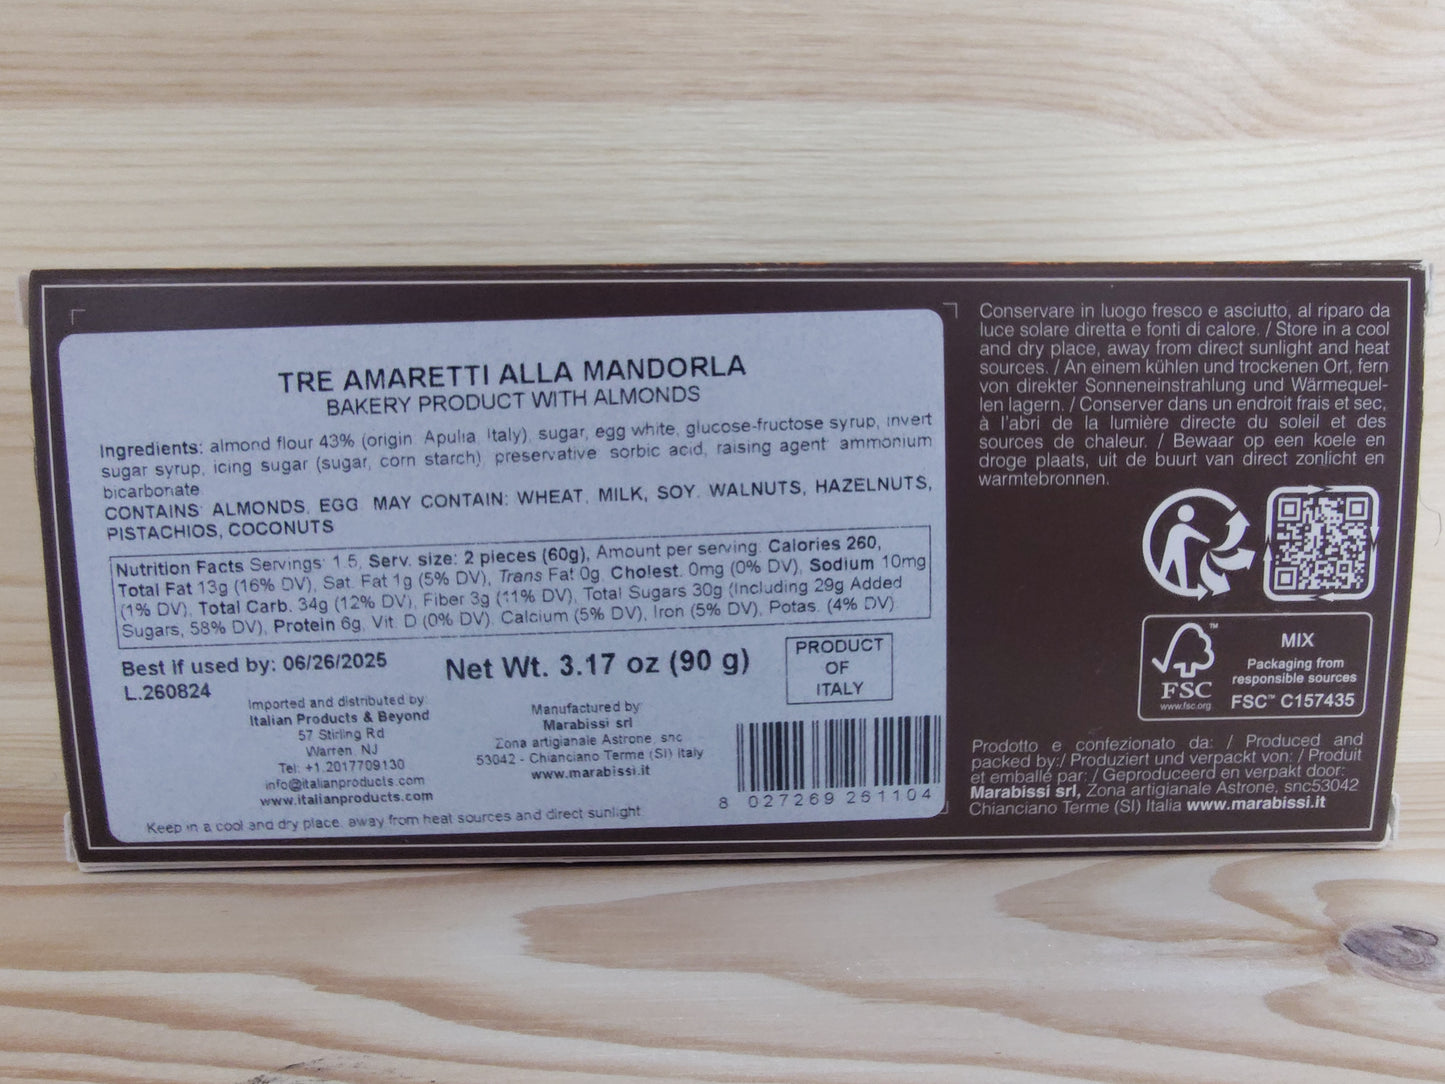 TRE AMARETTI ALLA MANDORLA
BAKERY PRODUCT WITH ALMONDS
Ingredients: almond flour 43% (origin Apulia, Italy), sugar, egg white, glucose-fructose syrup, invert
sugar syrup, icing sugar (sugar, corn starch), preservative sorbic acid, raising agent ammonium
bicarbonate
CONTAINS: ALMONDS, EGG. MAY CONTAIN: WHEAT, MILK, SOY, WALNUTS, HAZELNUTS,
PISTACHIOS, COCONUTS
Nutrition Facts Servings: 1.5, Serv. size: 2 pieces (60g), Amount per serving: Calories 260,
Total Fat 13g (16% DV), Sat. Fat 1g (5% DV), Trans Fat 0g, Cholest. 0mg (0% DV), Sodium 10mg
(1% DV), Total Carb. 34g (12% DV), Fiber 3g (11% DV), Total Sugars 30g (Including 29g Added
Sugars, 58% DV), Protein 6g, Vit. D (0% DV), Calcium (5% DV), Iron (5% DV), Potas. (4% DV).
Best if used by: 06/26/2025
L.260824
Net Wt. 3.17 oz (90 g)
PRODUCT
OF
ITALY
Imported and distributed by:
Italian Products & Beyond
57 Stirling Rd
Warren, NJ
Tel: +1.2017709130
info@italianproducts.com
www.italianproducts.com
Manufactured by
Marabissi srl
Zona artigianale Astrone, snc
53042 - Chianciano Terme (SI) Italy
www.marabissi.it
8 027269 261104
Keep in a cool and dry place, away from heat sources and direct sunlight.
Conservare in luogo fresco e asciutto, al riparo da
luce solare diretta e fonti di calore. / Store in a cool
and dry place, away from direct sunlight and heat
sources. / An einem kühlen und trockenen Ort, fern
von direkter Sonneneinstrahlung und Wärmequel-
len lagern. / Conserver dans un endroit frais et sec,
à l'abri de la lumière directe du soleil et des
sources de chaleur. / Bewaar op een koele en
droge plaats, uit de buurt van direct zonlicht en
warmtebronnen.
FSC
www.fsc.org
MIX
Packaging from
responsible sources
FSC™ C157435
Prodotto e confezionato da: / Produced and
packed by:/ Produziert und verpackt von: / Produit
et emballé par: / Geproduceerd en verpakt door:
Marabissi srl, Zona artigianale Astrone, snc53042
Chianciano Terme (SI) Italia www.marabissi.it